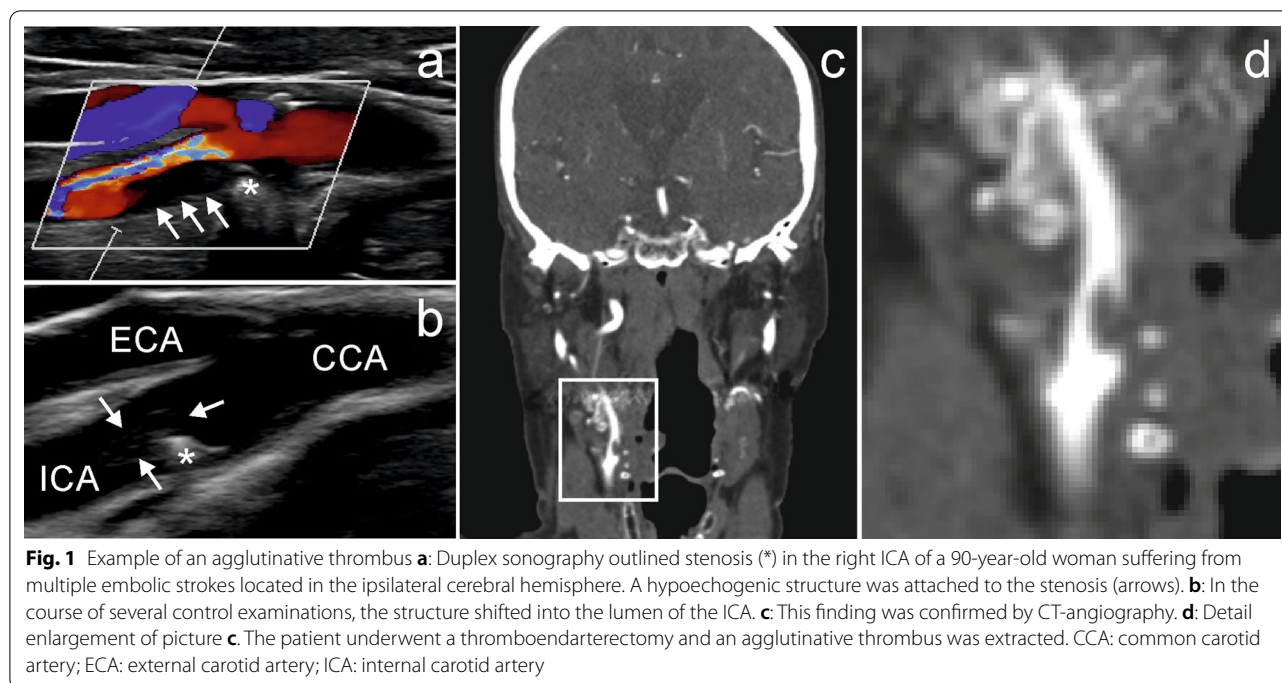 a
*
b
ECA
CCA
ICA
*
c
d
Fig. 1 Example of an agglutinative thrombus a: Duplex sonography outlined stenosis (*) in the right ICA of a 90-year-old woman suffering from
multiple embolic strokes located in the ipsilateral cerebral hemisphere. A hypoechogenic structure was attached to the stenosis (arrows). b: In the
course of several control examinations, the structure shifted into the lumen of the ICA. c: This finding was confirmed by CT-angiography. d: Detail
enlargement of picture c. The patient underwent a thromboendarterectomy and an agglutinative thrombus was extracted. CCA: common carotid
artery; ECA: external carotid artery; ICA: internal carotid artery